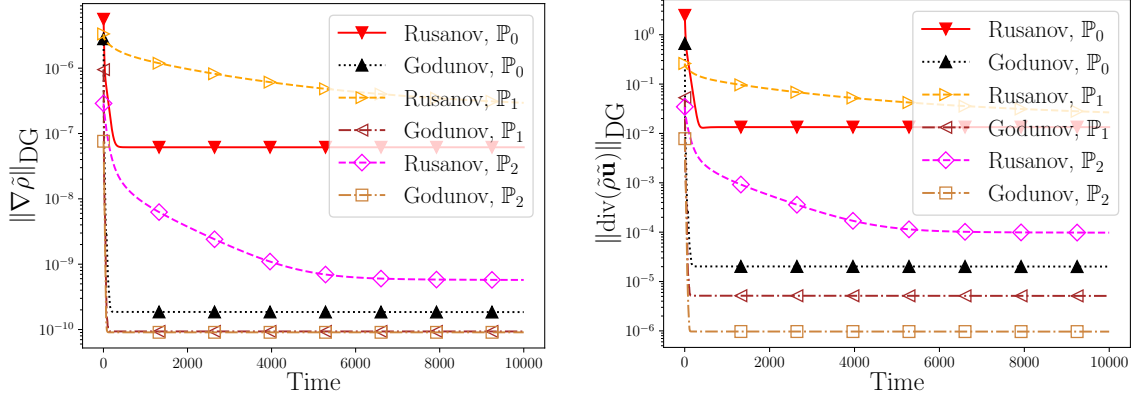 10⁻⁵
10⁻⁶
10⁻⁷
10⁻⁸
10⁻⁹
10⁻¹⁰
‖∇ρ̃‖_DG
Rusanov, ℙ₀
Godunov, ℙ₀
Rusanov, ℙ₁
Godunov, ℙ₁
Rusanov, ℙ₂
Godunov, ℙ₂
0 2000 4000 6000 8000 10000
Time
10⁰
10⁻¹
10⁻²
10⁻³
10⁻⁴
10⁻⁵
10⁻⁶
‖div(ρ̃ũ)‖_DG
Rusanov, ℙ₀
Godunov, ℙ₀
Rusanov, ℙ₁
Godunov, ℙ₁
Rusanov, ℙ₂
Godunov, ℙ₂
0 2000 4000 6000 8000 10000
Time